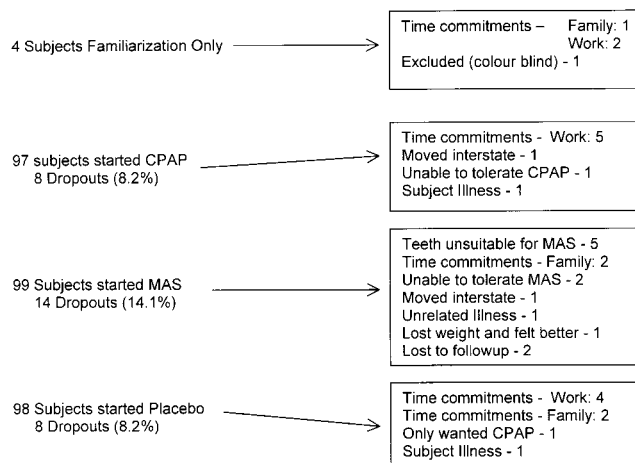 4 Subjects Familiarization Only
Time commitments – Family: 1
Work: 2
Excluded (colour blind) - 1
97 subjects started CPAP
8 Dropouts (8.2%)
Time commitments - Work: 5
Moved interstate - 1
Unable to tolerate CPAP - 1
Subject Illness - 1
99 Subjects started MAS
14 Dropouts (14.1%)
Teeth unsuitable for MAS - 5
Time commitments - Family: 2
Unable to tolerate MAS - 2
Moved interstate - 1
Unrelated Illness - 1
Lost weight and felt better - 1
Lost to followup - 2
98 Subjects started Placebo
8 Dropouts (8.2%)
Time commitments - Work: 4
Time commitments - Family: 2
Only wanted CPAP - 1
Subject Illness - 1